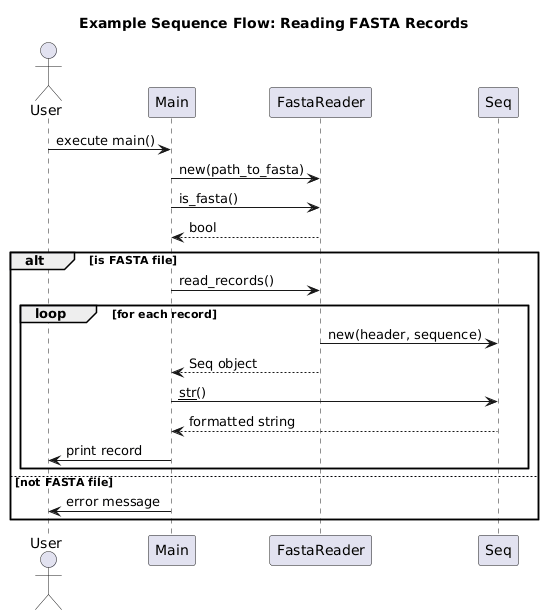 Example Sequence Flow: Reading FASTA Records
User
Main
FastaReader
Seq
execute main()
new(path_to_fasta)
is_fasta()
bool
alt
[is FASTA file]
read_records()
loop
[for each record]
new(header, sequence)
Seq object
str()
formatted string
print record
[not FASTA file]
error message
User
Main
FastaReader
Seq